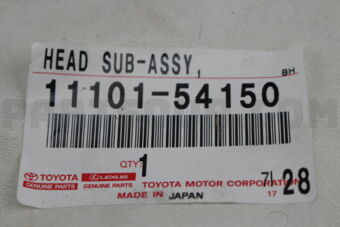 HEAD SUB-ASSY,
BH
11101-54150
QTY 1
TOYOTA
GENUINE PARTS
LEXUS
GENUINE PARTS
TOYOTA MOTOR CORPORATION
MADE IN JAPAN
17
28